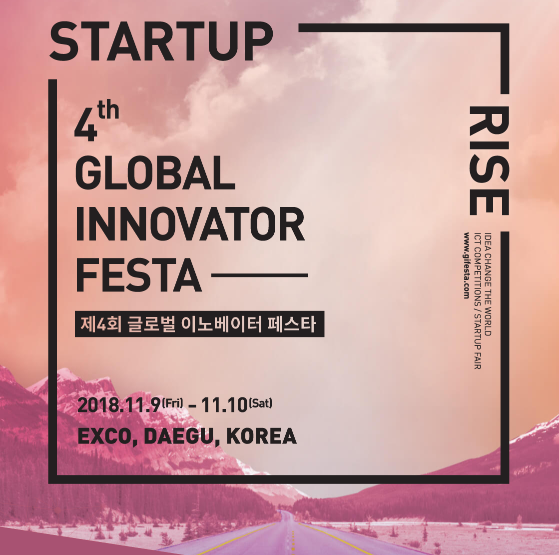 STARTUP
4th
GLOBAL
INNOVATOR
FESTA
제4회 글로벌 이노베이터 페스타
2018.11.9(Fri) - 11.10(Sat)
EXCO, DAEGU, KOREA
RISE
IDEA CHANGE THE WORLD
ICT COMPETITIONS / STARTUP FAIR
www.gifesta.com